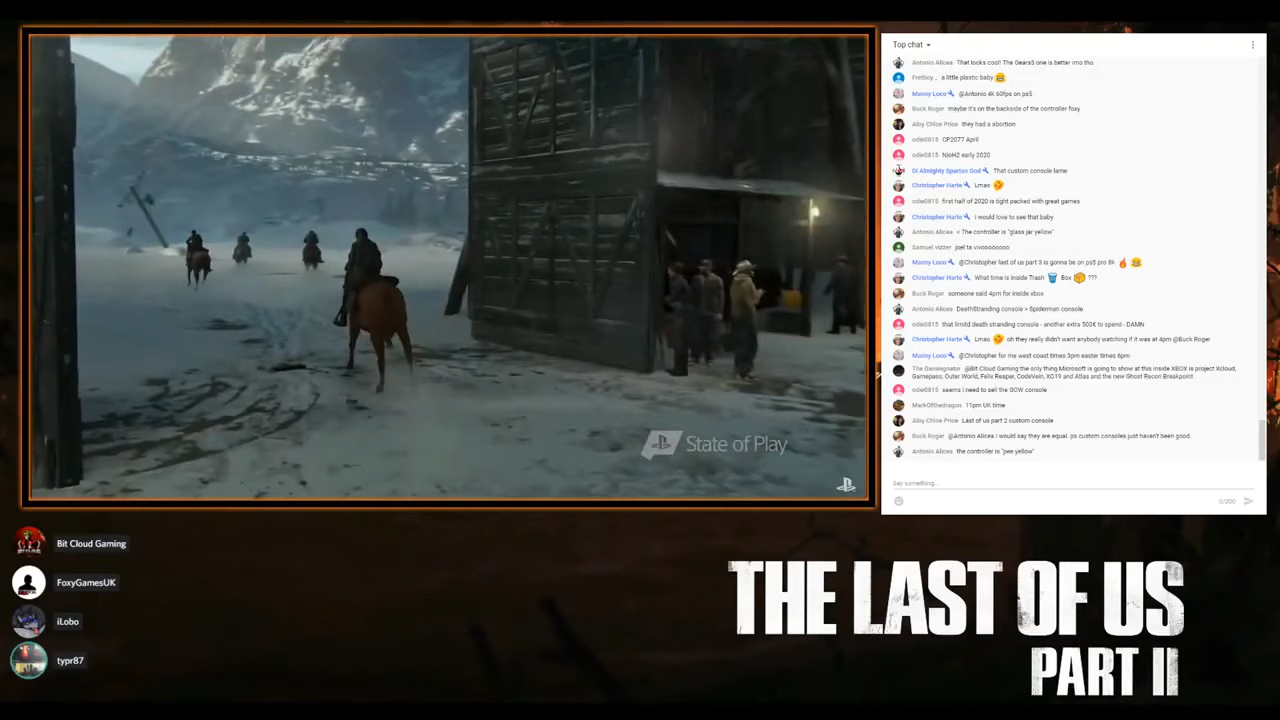 Top chat
Antonio Alicea That looks cool! The Gears5 one is better imo tho.
Fretboy _ a little plastic baby
Manny Loco @Antonio 4k 60fps on ps5
Buck Roger maybe it's on the backside of the controller foxy
Aloy Chloe Price they had a abortion
odie0815 CP2077 April
odie0815 NioH2 early 2020
Di Almighty Spartan God That custom console lame
Christopher Harte Lmao
odie0815 first half of 2020 is tight packed with great games
Christopher Harte i would love to see that baby
Antonio Alicea < The controller is "glass jar yellow"
Samuel vizzer joel ta vivoooooooo
Manny Loco @Christopher last of us part 3 is gonna be on ps5 pro 8k
Christopher Harte What time is inside Trash Box ???
Buck Roger someone said 4pm for inside xbox
Antonio Alicea DeathStranding console > Spiderman console
odie0815 that limitd death stranding console - another extra 500€ to spend - DAMN
Christopher Harte Lmao oh they really didn't want anybody watching if it was at 4pm @Buck Roger
Manny Loco @Christopher for me west coast times 3pm easter times 6pm
The Gamingnator @Bit Cloud Gaming the only thing Microsoft is going to show at this inside XBOX is project Xcloud,
Gamepass, Outer World, Felix Reaper, CodeVein, XO19 and Atlas and the new Ghost Recon Breakpoint
odie0815 seems i need to sell the GOW console
MarkOfthedragon 11pm UK time
Aloy Chloe Price Last of us part 2 custom console
Buck Roger @Antonio Alicea i would say they are equal. ps custom consoles just haven't been good
Antonio Alicea the controller is "pee yellow"
Say something...
0/200
State of Play
Bit Cloud Gaming
FoxyGamesUK
iLobo
typr87
THE LAST OF US
PART II